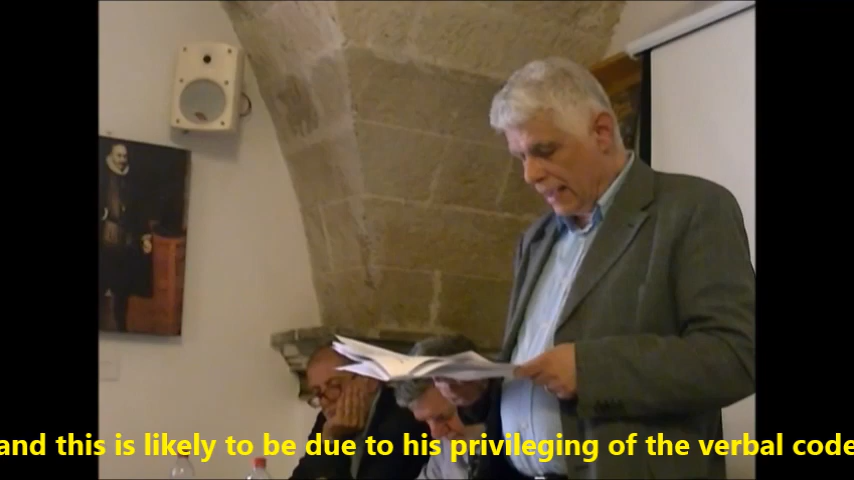 and this is likely to be due to his privileging of the verbal code